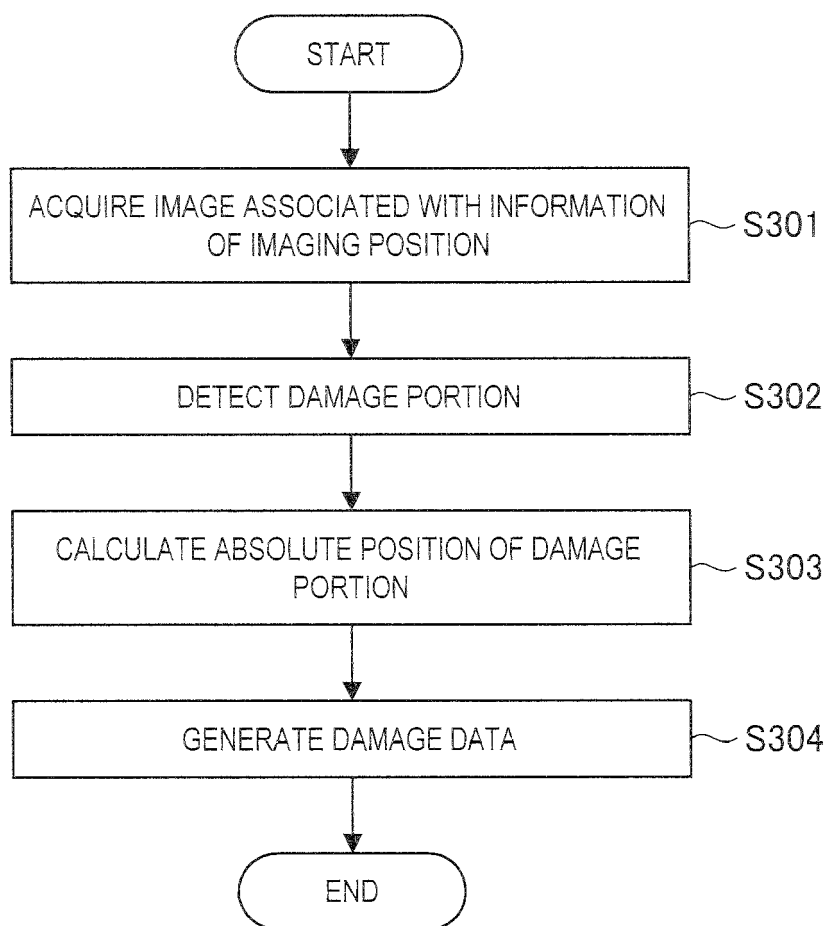 START
ACQUIRE IMAGE ASSOCIATED WITH INFORMATION
OF IMAGING POSITION
S301
DETECT DAMAGE PORTION
S302
CALCULATE ABSOLUTE POSITION OF DAMAGE
PORTION
S303
GENERATE DAMAGE DATA
S304
END